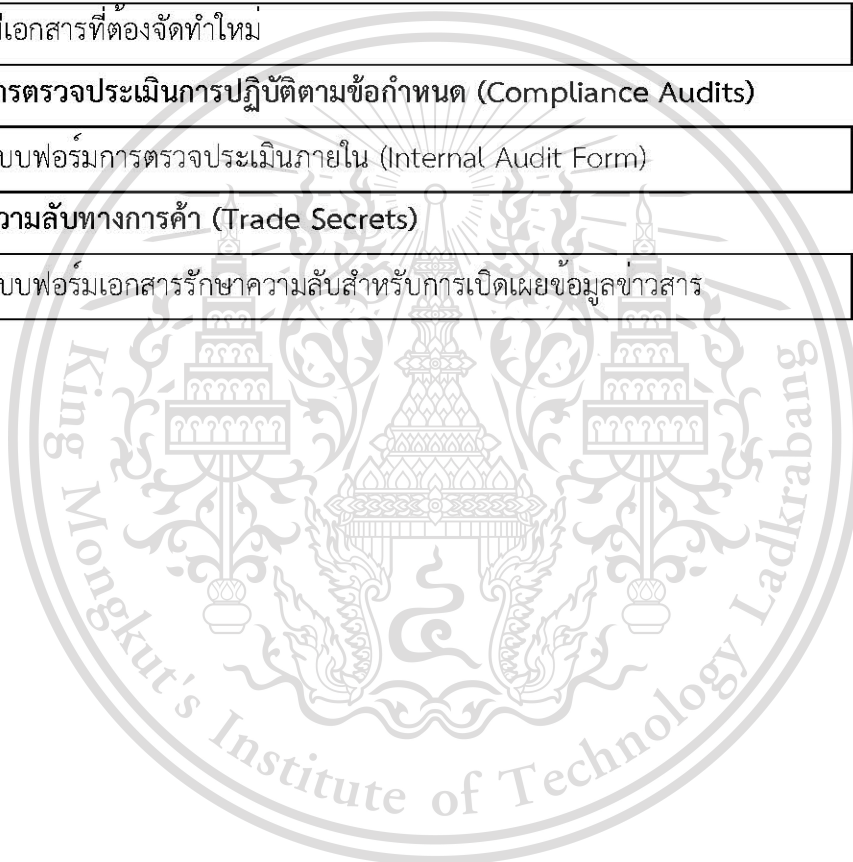 เอกสารที่ต้องจัดทำใหม่
ารตรวจประเมินการปฏิบัติตามข้อกำหนด (Compliance Audits)
บบฟอร์มการตรวจประเมินภายใน (Internal Audit Form)
วามลับทางการค้า (Trade Secrets)
บบฟอร์มเอกสารรักษาความลับสำหรับการเปิดเผยข้อมูลข่าวสาร
King Mongkut's Institute of Technology Ladkrabang